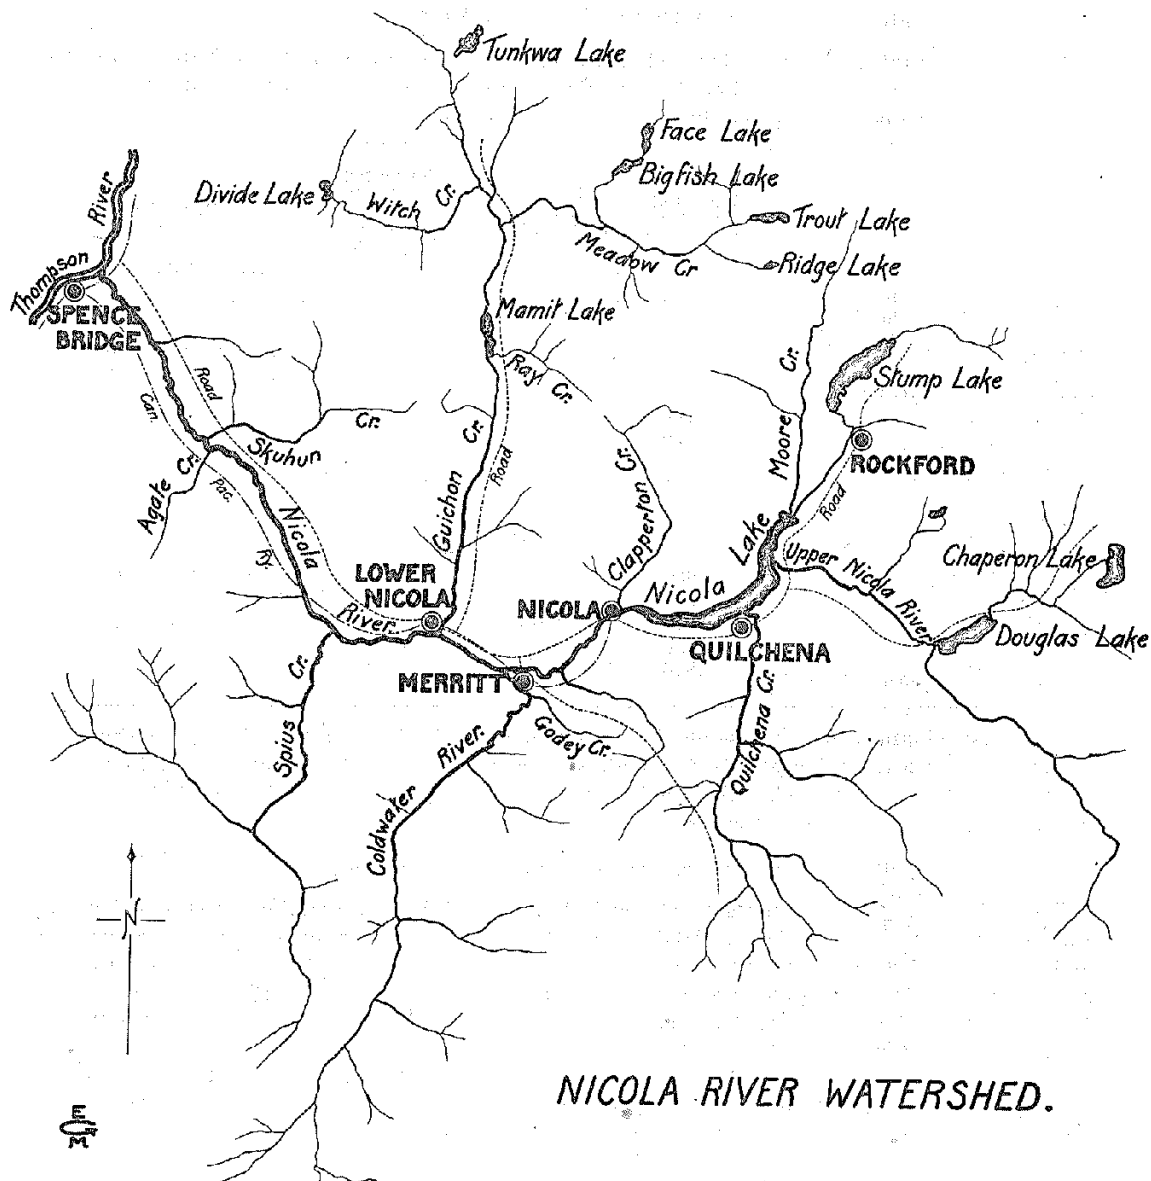 Tunkwa Lake
Face Lake
Bigfish Lake
Divide Lake
Witch Cr.
Trout Lake
Meadow Cr
Ridge Lake
Thompson River
SPENCE
BRIDGE
Mamit Lake
Ray Cr.
Stump Lake
Moore Cr.
Road
Can.
Pac.
Ry.
Skuhun Cr.
Agate Cr.
Guichon Cr.
Road
Clapperton Cr.
ROCKFORD
Road
Nicola River
Nicola Lake
Upper Nicola River
Chaperon Lake
LOWER
NICOLA
NICOLA
QUILCHENA
Douglas Lake
MERRITT
Spius Cr.
Coldwater River.
Godey Cr.
Quilchena Cr.
N
NICOLA RIVER WATERSHED.